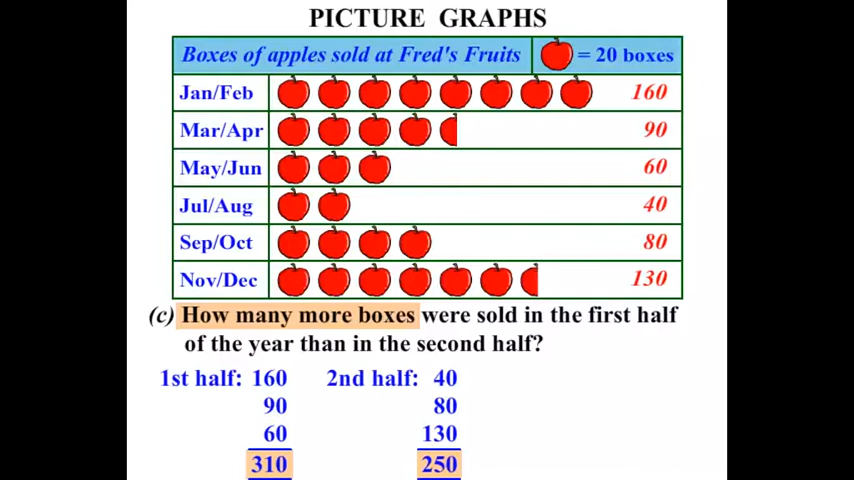 PICTURE GRAPHS
Boxes of apples sold at Fred's Fruits = 20 boxes
Jan/Feb 160
Mar/Apr 90
May/Jun 60
Jul/Aug 40
Sep/Oct 80
Nov/Dec 130
(c) How many more boxes were sold in the first half
of the year than in the second half?
1st half: 160 2nd half: 40
90 80
60 130
310 250